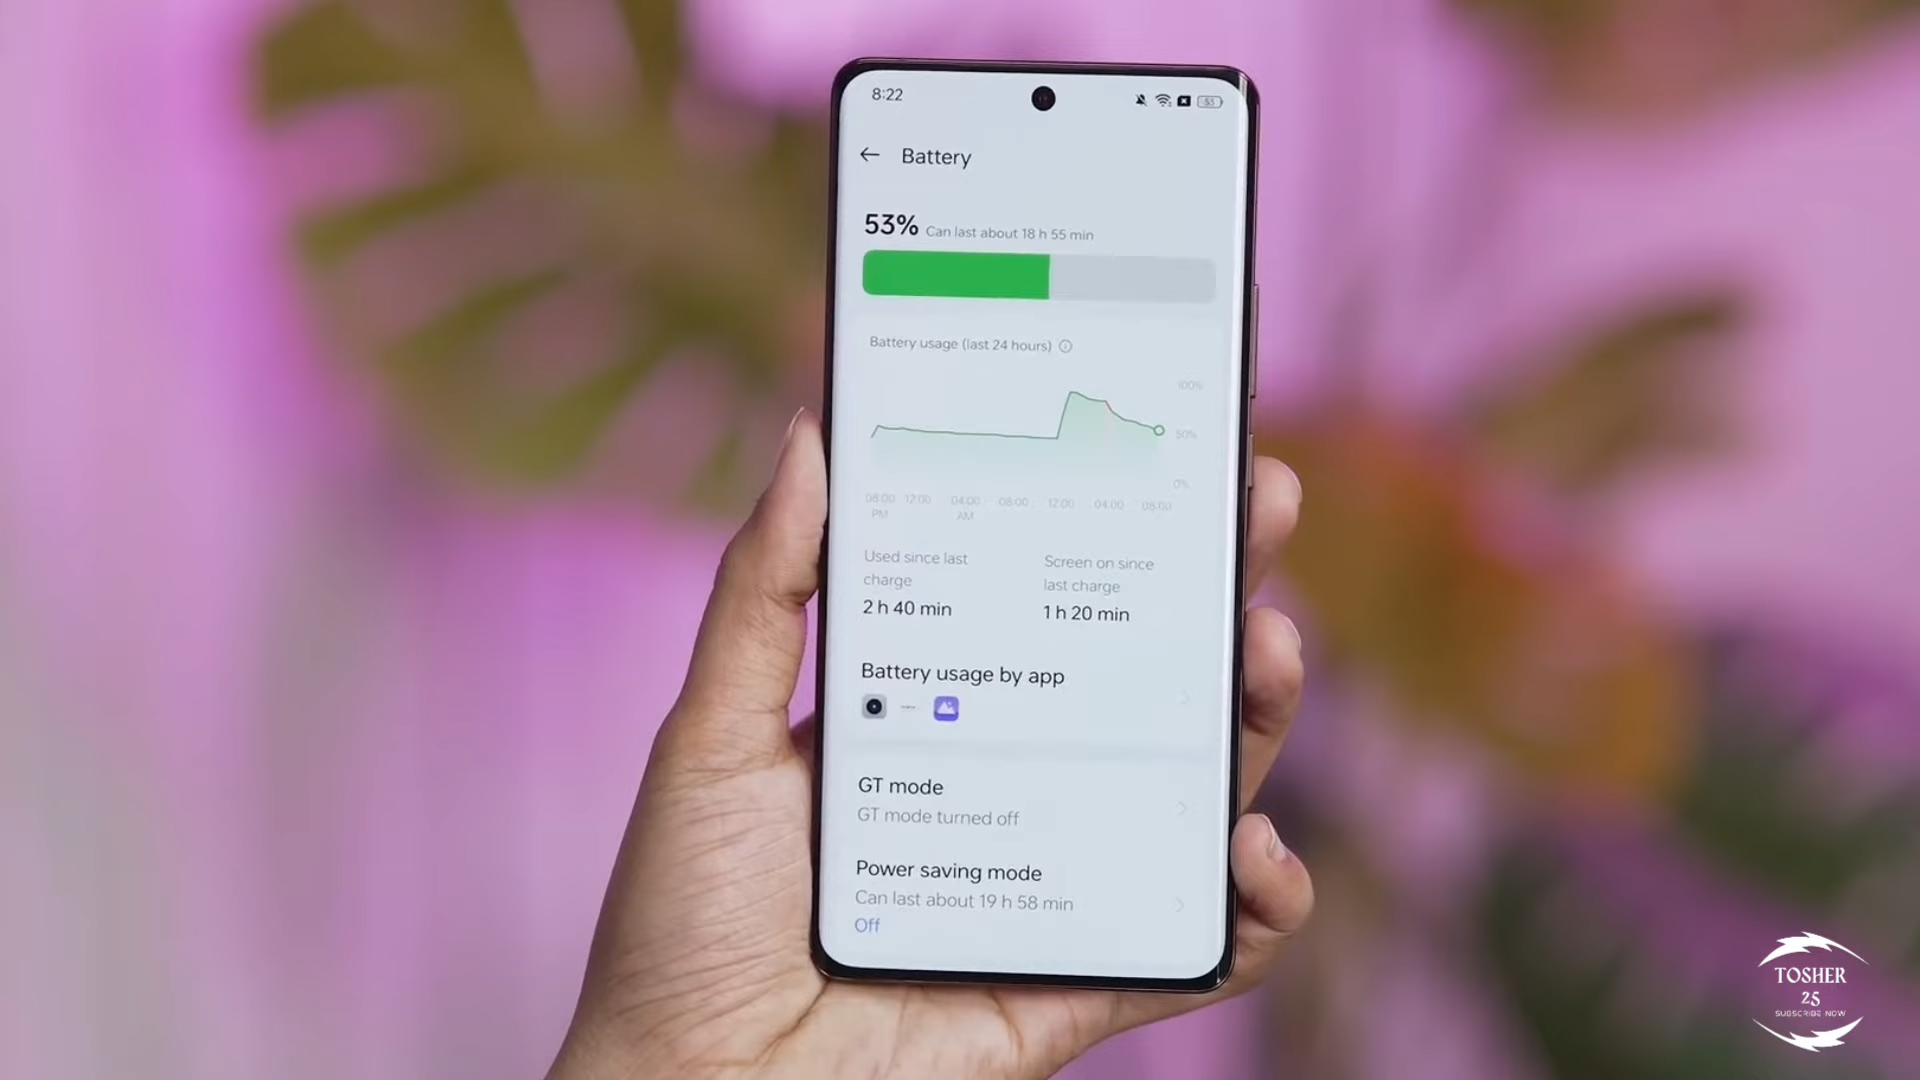 8:22
53
Battery
53% Can last about 18 h 55 min
Battery usage (last 24 hours)
100%
50%
0%
08:00 12:00 04:00 08:00 12:00 04:00 08:00
PM AM
Used since last
charge
2 h 40 min
Screen on since
last charge
1 h 20 min
Battery usage by app
GT mode
GT mode turned off
Power saving mode
Can last about 19 h 58 min
Off
TOSHER
25
SUBSCRIBE NOW